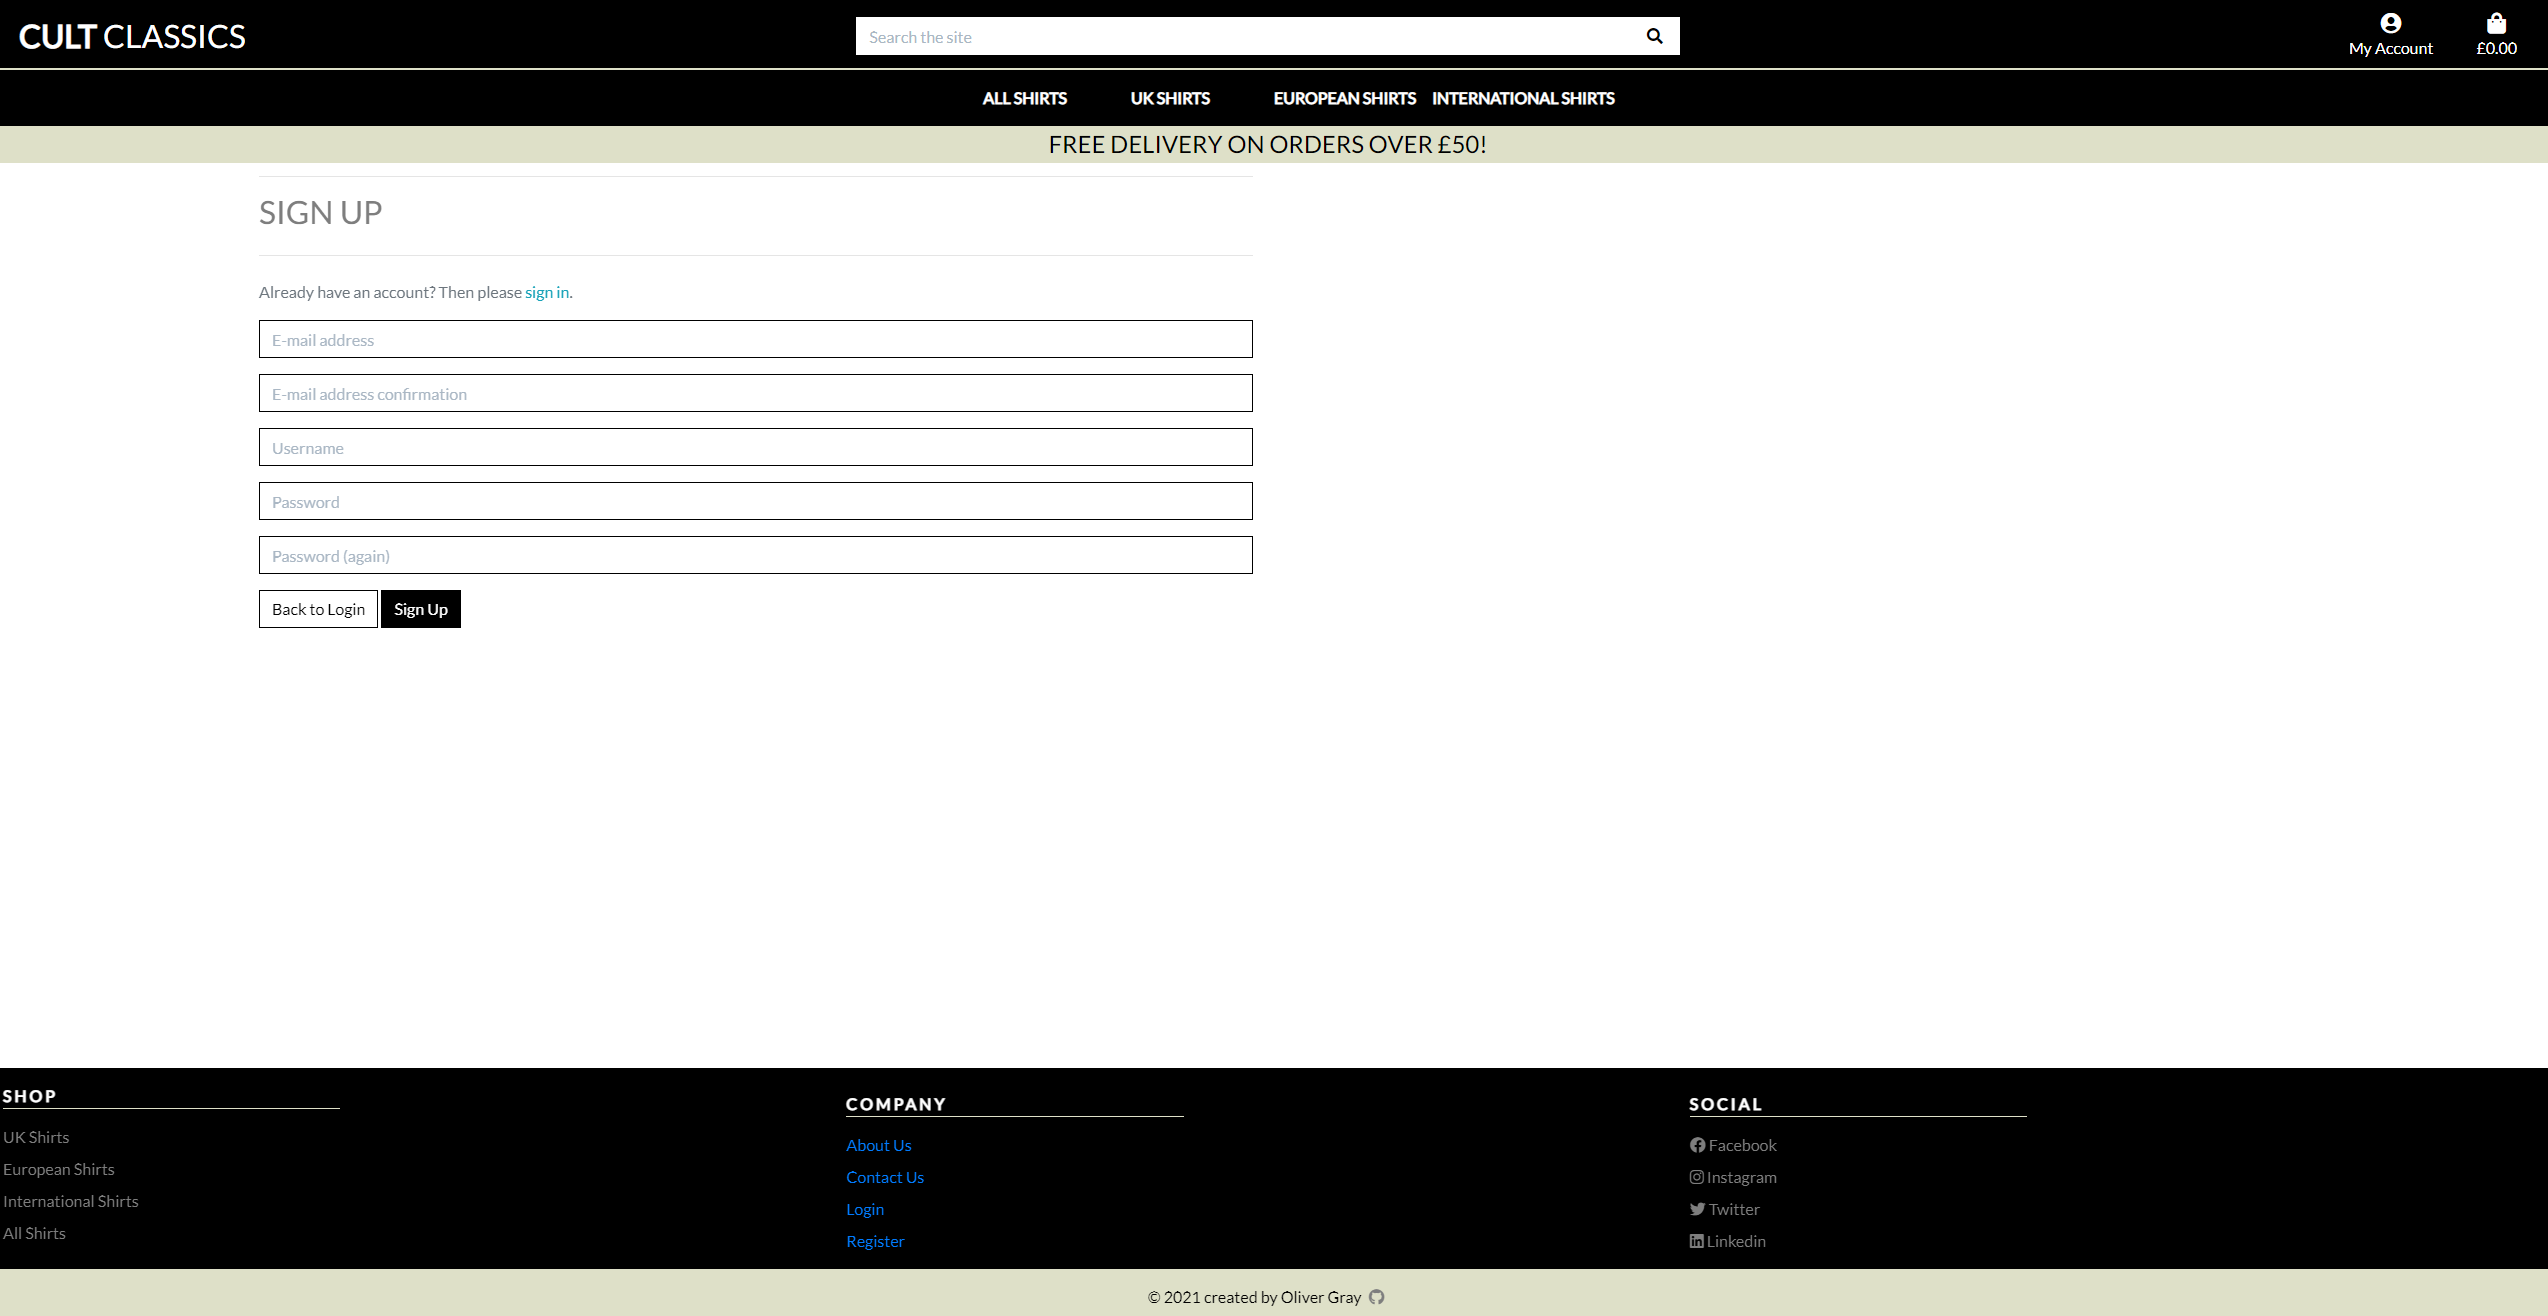 CULT CLASSICS
Search the site
My Account
£0.00
ALL SHIRTS
UK SHIRTS
EUROPEAN SHIRTS
INTERNATIONAL SHIRTS
FREE DELIVERY ON ORDERS OVER £50!
SIGN UP
Already have an account? Then please sign in.
E-mail address
E-mail address confirmation
Username
Password
Password (again)
Back to Login
Sign Up
SHOP
UK Shirts
European Shirts
International Shirts
All Shirts
COMPANY
About Us
Contact Us
Login
Register
SOCIAL
Facebook
Instagram
Twitter
Linkedin
© 2021 created by Oliver Gray